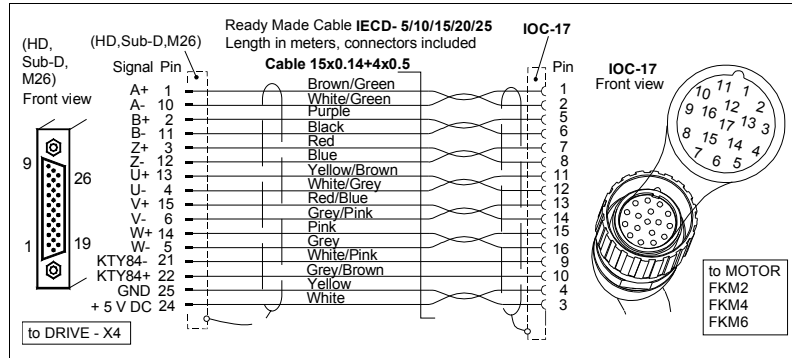 Ready Made Cable IECD- 5/10/15/20/25
Length in meters, connectors included
(HD,
Sub-D,
M26)
Front view
(HD,Sub-D,M26)
Cable 15x0.14+4x0.5
IOC-17
Signal Pin
Pin
A+ 1 Brown/Green 1
A- 10 White/Green 2
B+ 2 Purple 5
B- 11 Black 6
Z+ 3 Red 7
Z- 12 Blue 8
U+ 13 Yellow/Brown 11
U- 4 White/Grey 12
V+ 15 Red/Blue 13
V- 6 Grey/Pink 14
W+ 14 Pink 15
W- 5 Grey 16
KTY84- 21 White/Pink 9
KTY84+ 22 Grey/Brown 10
GND 25 Yellow 4
+ 5 V DC 24 White 3
9
26
1
19
to DRIVE - X4
IOC-17
Front view
10 11 1 2
9 16 12 13 3
17
8 15 14 4
7 6 5
to MOTOR
FKM2
FKM4
FKM6